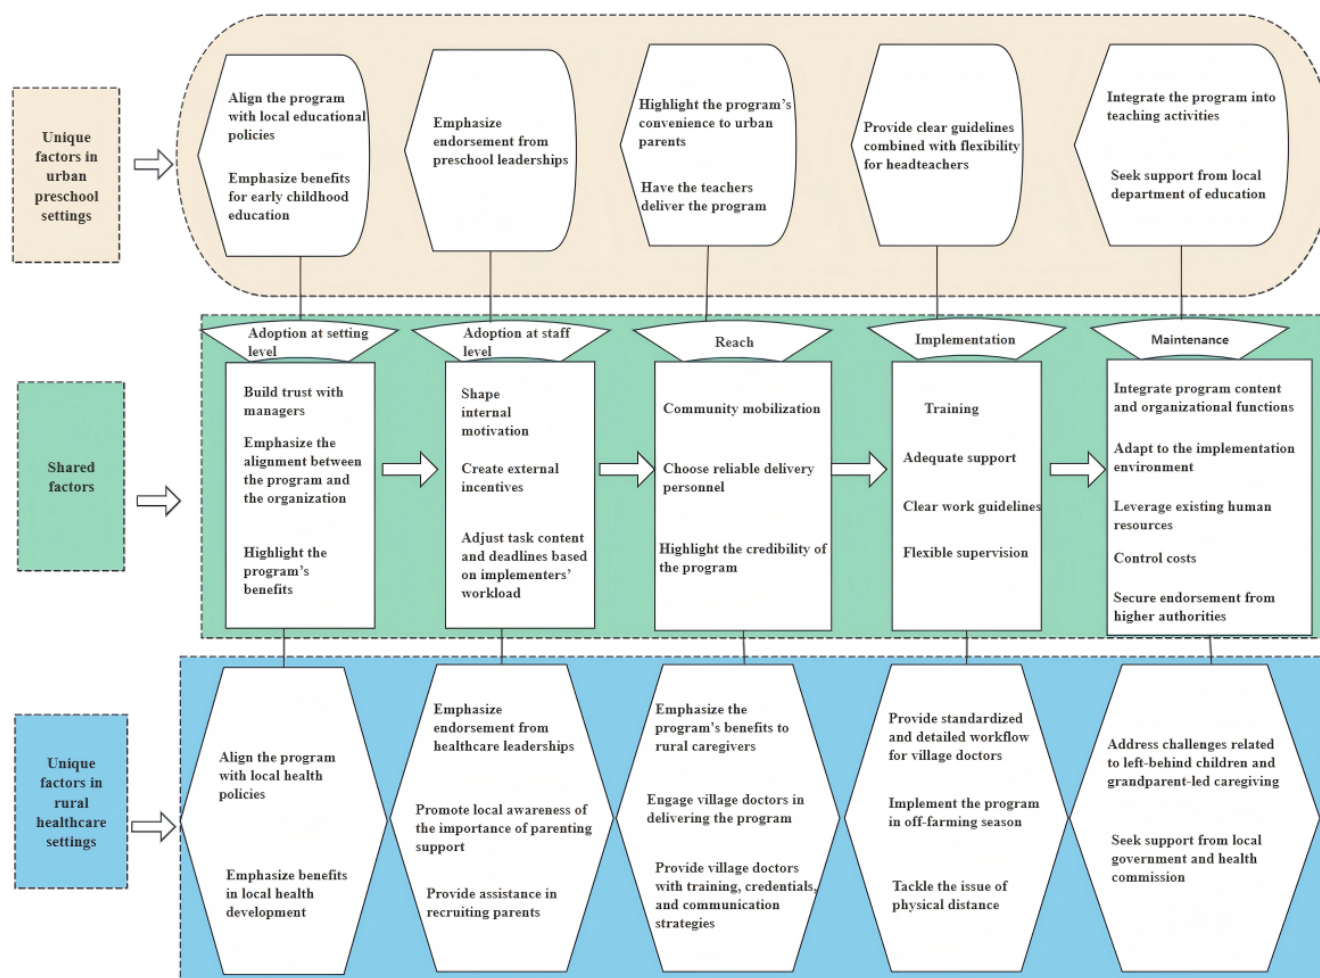 Unique
factors in
urban
preschool
settings
Align the program
with local educational
policies
Emphasize benefits
for early childhood
education
Emphasize
endorsement from
preschool leaderships
Highlight the program's
convenience to urban
parents
Have the teachers
deliver the program
Provide clear guidelines
combined with flexibility
for headteachers
Integrate the program into
teaching activities
Seek support from local
department of education
Shared
factors
Adoption at setting
level
Build trust with
managers
Emphasize the
alignment between
the program and
the organization
Highlight the
program's
benefits
Adoption at staff
level
Shape
internal
motivation
Create external
incentives
Adjust task content
and deadlines based
on implementers'
workload
Reach
Community mobilization
Choose reliable delivery
personnel
Highlight the credibility of
the program
Implementation
Training
Adequate support
Clear work guidelines
Flexible supervision
Maintenance
Integrate program content
and organizational functions
Adapt to the implementation
environment
Leverage existing human
resources
Control costs
Secure endorsement from
higher authorities
Unique
factors in
rural
healthcare
settings
Align the program
with local health
policies
Emphasize benefits
in local health
development
Emphasize
endorsement from
healthcare leaderships
Promote local awareness
of the importance of parenting
support
Provide assistance in
recruiting parents
Emphasize the
program's benefits to
rural caregivers
Engage village doctors in
delivering the program
Provide village doctors
with training, credentials,
and communication
strategies
Provide standardized
and detailed workflow
for village doctors
Implement the program
in off-farming season
Tackle the issue of
physical distance
Address challenges related
to left-behind children and
grandparent-led caregiving
Seek support from local
government and health
commission